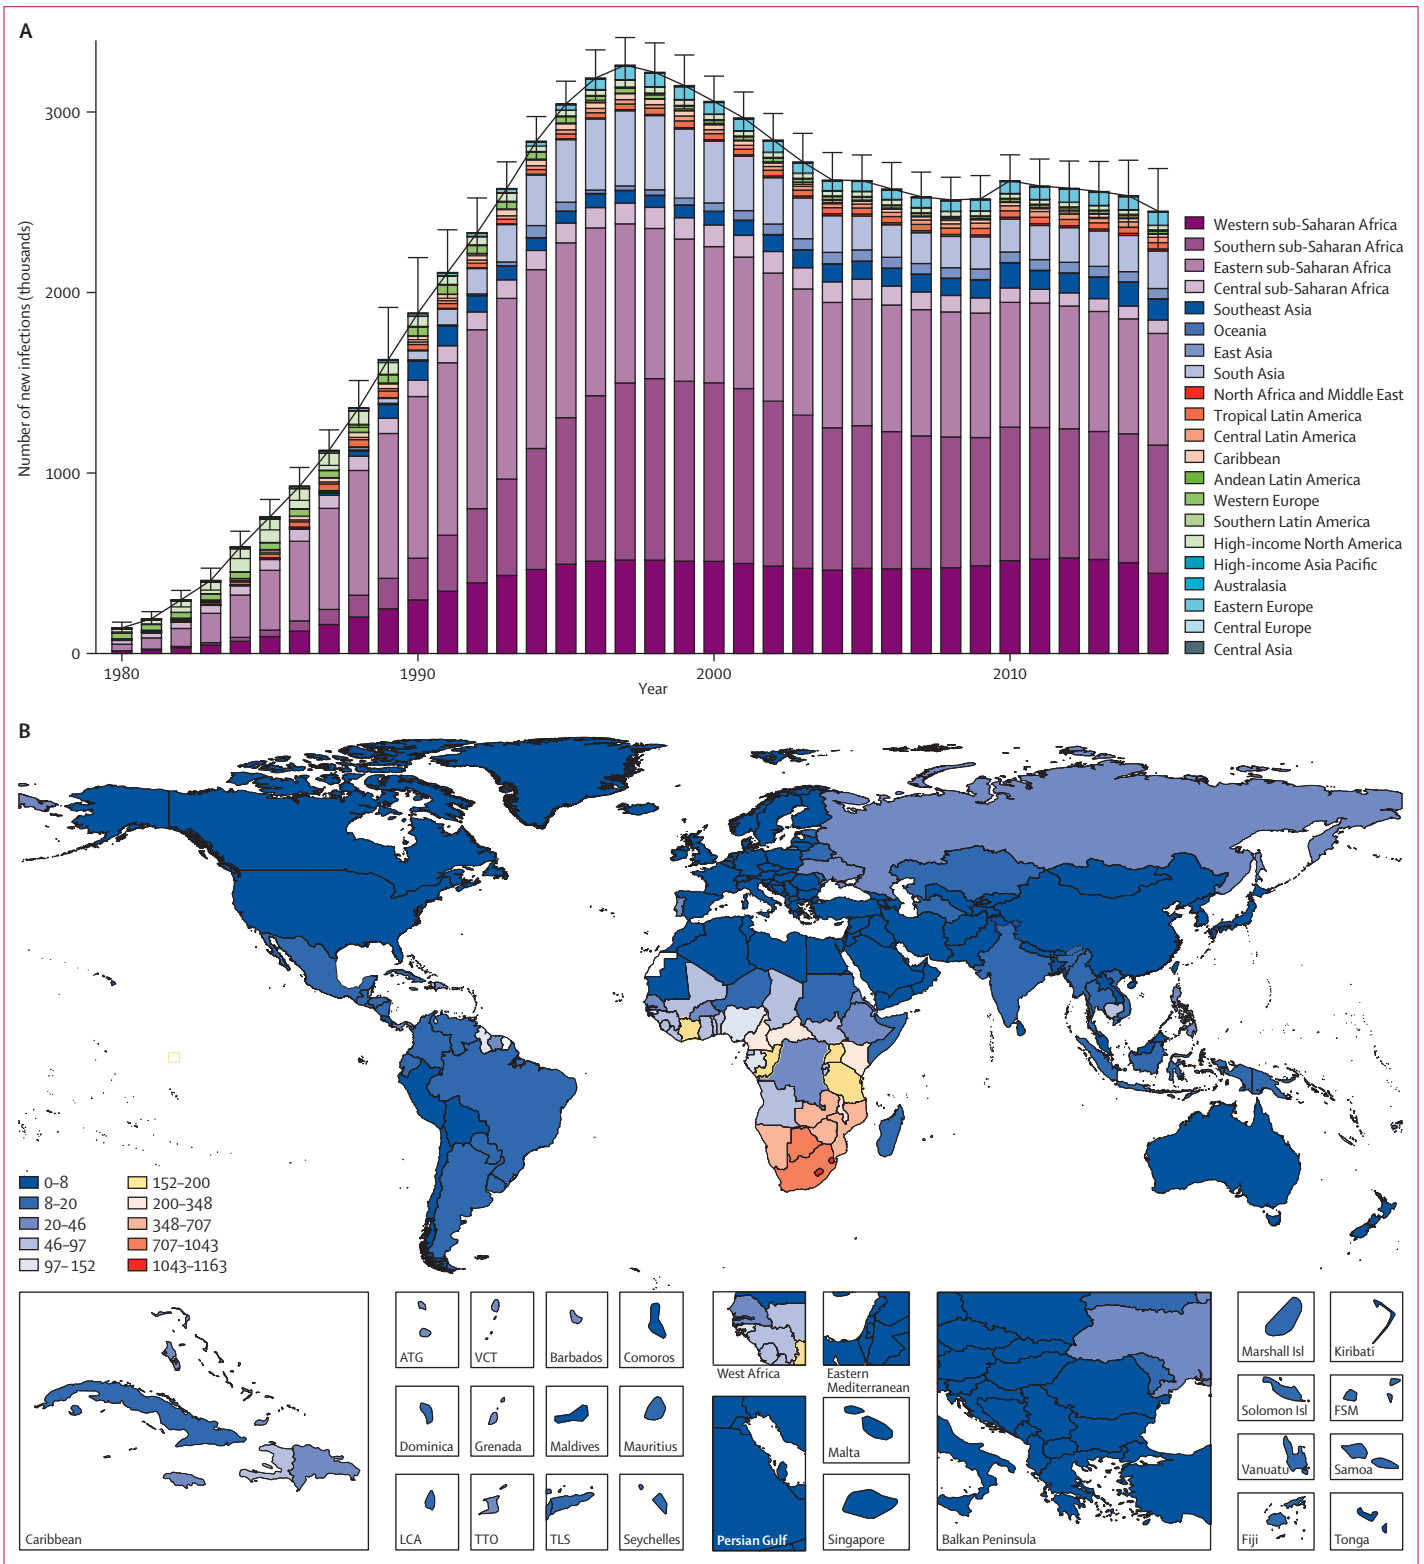 A
Number of new infections (thousands)
3000
2000
1000
0
1980
1990
2000
2010
Year
Western sub-Saharan Africa
Southern sub-Saharan Africa
Eastern sub-Saharan Africa
Central sub-Saharan Africa
Southeast Asia
Oceania
East Asia
South Asia
North Africa and Middle East
Tropical Latin America
Central Latin America
Caribbean
Andean Latin America
Western Europe
Southern Latin America
High-income North America
High-income Asia Pacific
Australasia
Eastern Europe
Central Europe
Central Asia
B
0–8
8–20
20–46
46–97
97–152
152–200
200–348
348–707
707–1043
1043–1163
Caribbean
ATG
VCT
Barbados
Comoros
Dominica
Grenada
Maldives
Mauritius
LCA
TTO
TLS
Seychelles
West Africa
Eastern
Mediterranean
Persian Gulf
Malta
Singapore
Balkan Peninsula
Marshall Isl
Kiribati
Solomon Isl
FSM
Vanuatu
Samoa
Fiji
Tonga